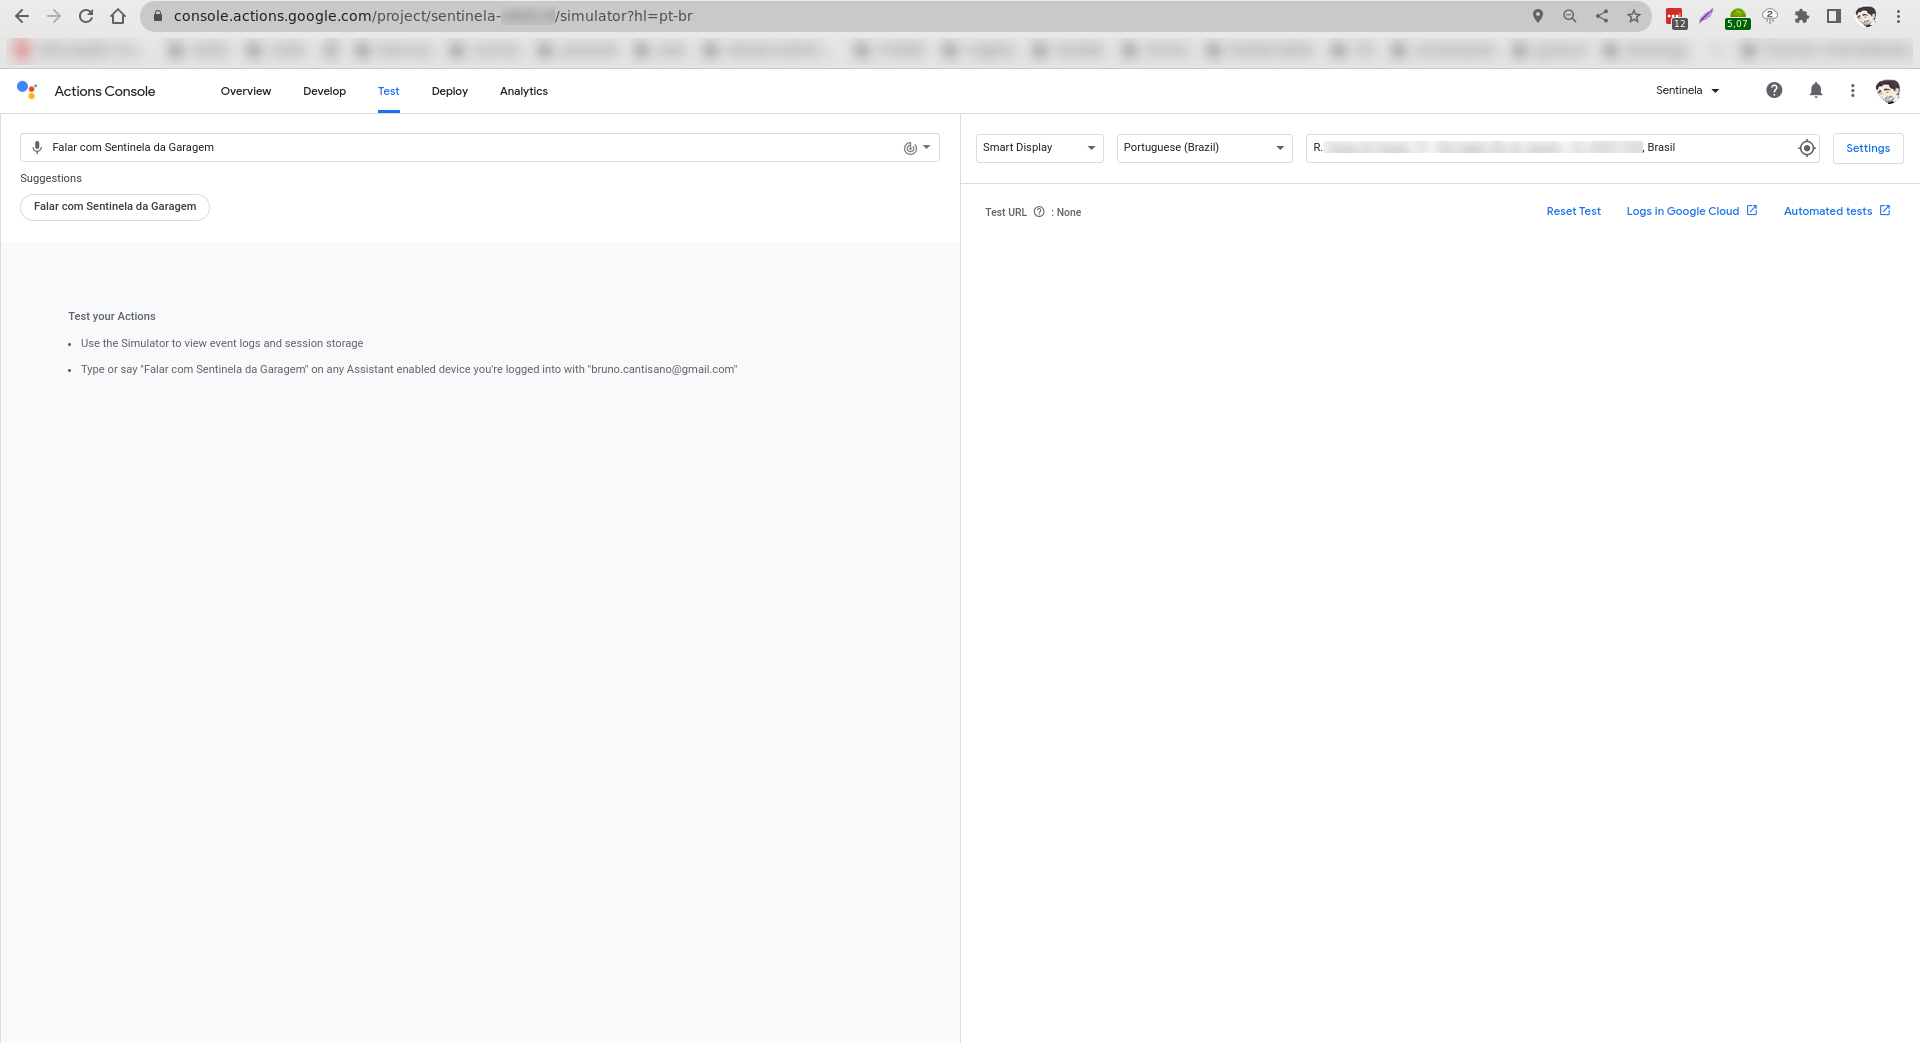 console.actions.google.com/project/sentinela-
/simulator?hl=pt-br
12
5,07
2
Actions Console
Overview
Develop
Test
Deploy
Analytics
Sentinela
Falar com Sentinela da Garagem
Suggestions
Falar com Sentinela da Garagem
Smart Display
Portuguese (Brazil)
R.
, Brasil
Settings
Test URL : None
Reset Test
Logs in Google Cloud
Automated tests
Test your Actions
• Use the Simulator to view event logs and session storage
• Type or say "Falar com Sentinela da Garagem" on any Assistant enabled device you're logged into with "bruno.cantisano@gmail.com"